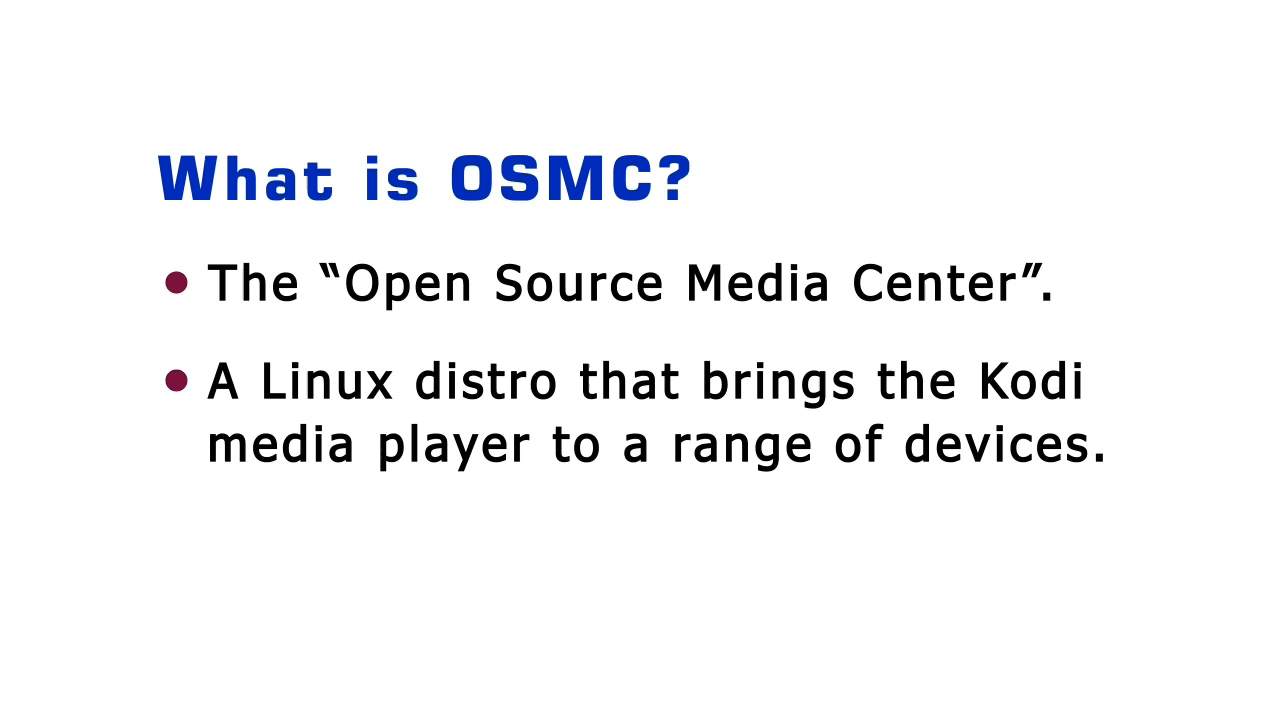 What is OSMC?
• The “Open Source Media Center”.
• A Linux distro that brings the Kodi
media player to a range of devices.